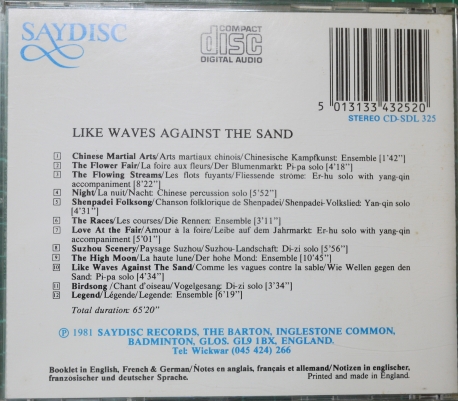 SAYDISC
COMPACT
disc
DIGITAL AUDIO
5 013133 432520
STEREO CD-SDL 325
LIKE WAVES AGAINST THE SAND
1 Chinese Martial Arts/Arts martiaux chinois/Chinesische Kampfkunst: Ensemble [1'42"]
2 The Flower Fair/La foire aux fleurs/Der Blumenmarkt: Pi-pa solo [4'18"]
3 The Flowing Streams/Les flots fuyants/Fliessende strome: Er-hu solo with yang-qin
accompaniment [8'22"]
4 Night/La nuit/Nacht: Chinese percussion solo [5'52"]
5 Shenpadei Folksong/Chanson folklorique de Shenpadei/Shenpadei-Volkslied: Yan-qin solo
[4'31"]
6 The Races/Les courses/Die Rennen: Ensemble [3'11"]
7 Love At the Fair/Amour à la foire/Leibe auf dem Jahrmarkt: Er-hu solo with yang-qin
accompaniment [5'01"]
8 Suzhou Scenery/Paysage Suzhou/Suzhou-Landschaft: Di-zi solo [5'56"]
9 The High Moon/La haute lune/Der hohe Mond: Ensemble [10'45"]
10 Like Waves Against The Sand/Comme les vagues contre la sable/Wie Wellen gegen den
Sand: Pi-pa solo [4'34"]
11 Birdsong /Chant d'oiseau/Vogelgesang: Di-zi solo [3'34"]
12 Legend/Légende/Legende: Ensemble [6'19"]
Total duration: 65'20"
Ⓟ 1981 SAYDISC RECORDS, THE BARTON, INGLESTONE COMMON,
BADMINTON, GLOS. GL9 1BX, ENGLAND.
Tel: Wickwar (045 424) 266
Booklet in English, French & German/Notes en anglais, français et allemand/Notizen in englischer,
französischer und deutscher Sprache.
Printed and made in England.